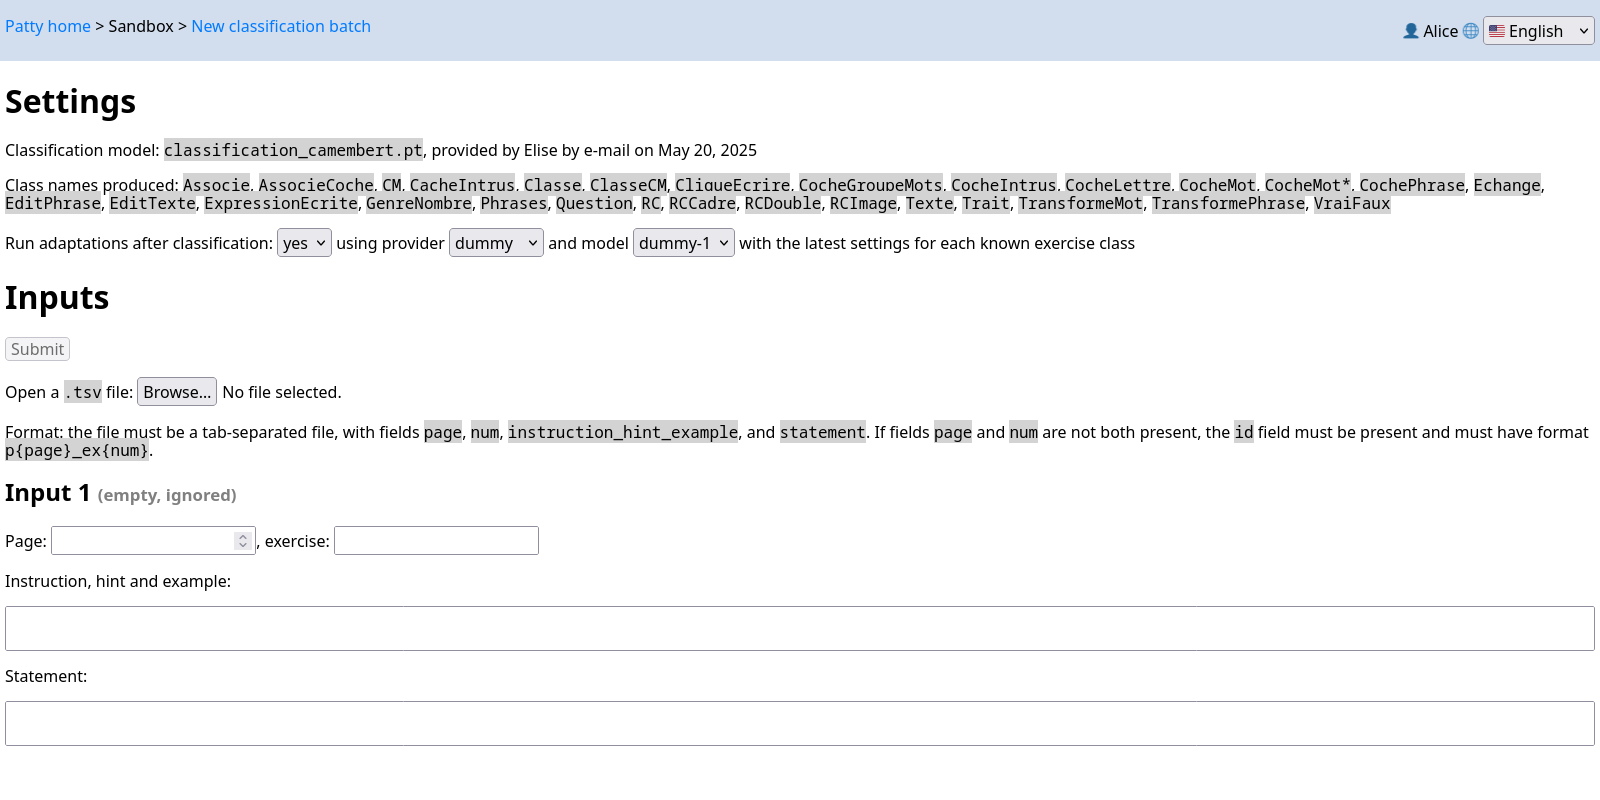 Patty home > Sandbox > New classification batch
Alice English
Settings
Classification model: classification_camembert.pt, provided by Elise by e-mail on May 20, 2025
Class names produced: Associe, AssocieCoche, CM, CacheIntrus, Classe, ClasseCM, CliqueEcrire, CocheGroupeMots, CocheIntrus, CocheLettre, CocheMot, CocheMot*, CochePhrase, Echange,
EditPhrase, EditTexte, ExpressionEcrite, GenreNombre, Phrases, Question, RC, RCCadre, RCDouble, RCImage, Texte, Trait, TransformeMot, TransformePhrase, VraiFaux
Run adaptations after classification: yes using provider dummy and model dummy-1 with the latest settings for each known exercise class
Inputs
Submit
Open a .tsv file: Browse... No file selected.
Format: the file must be a tab-separated file, with fields page, num, instruction_hint_example, and statement. If fields page and num are not both present, the id field must be present and must have format
p{page}_ex{num}.
Input 1 (empty, ignored)
Page: , exercise:
Instruction, hint and example:
Statement: